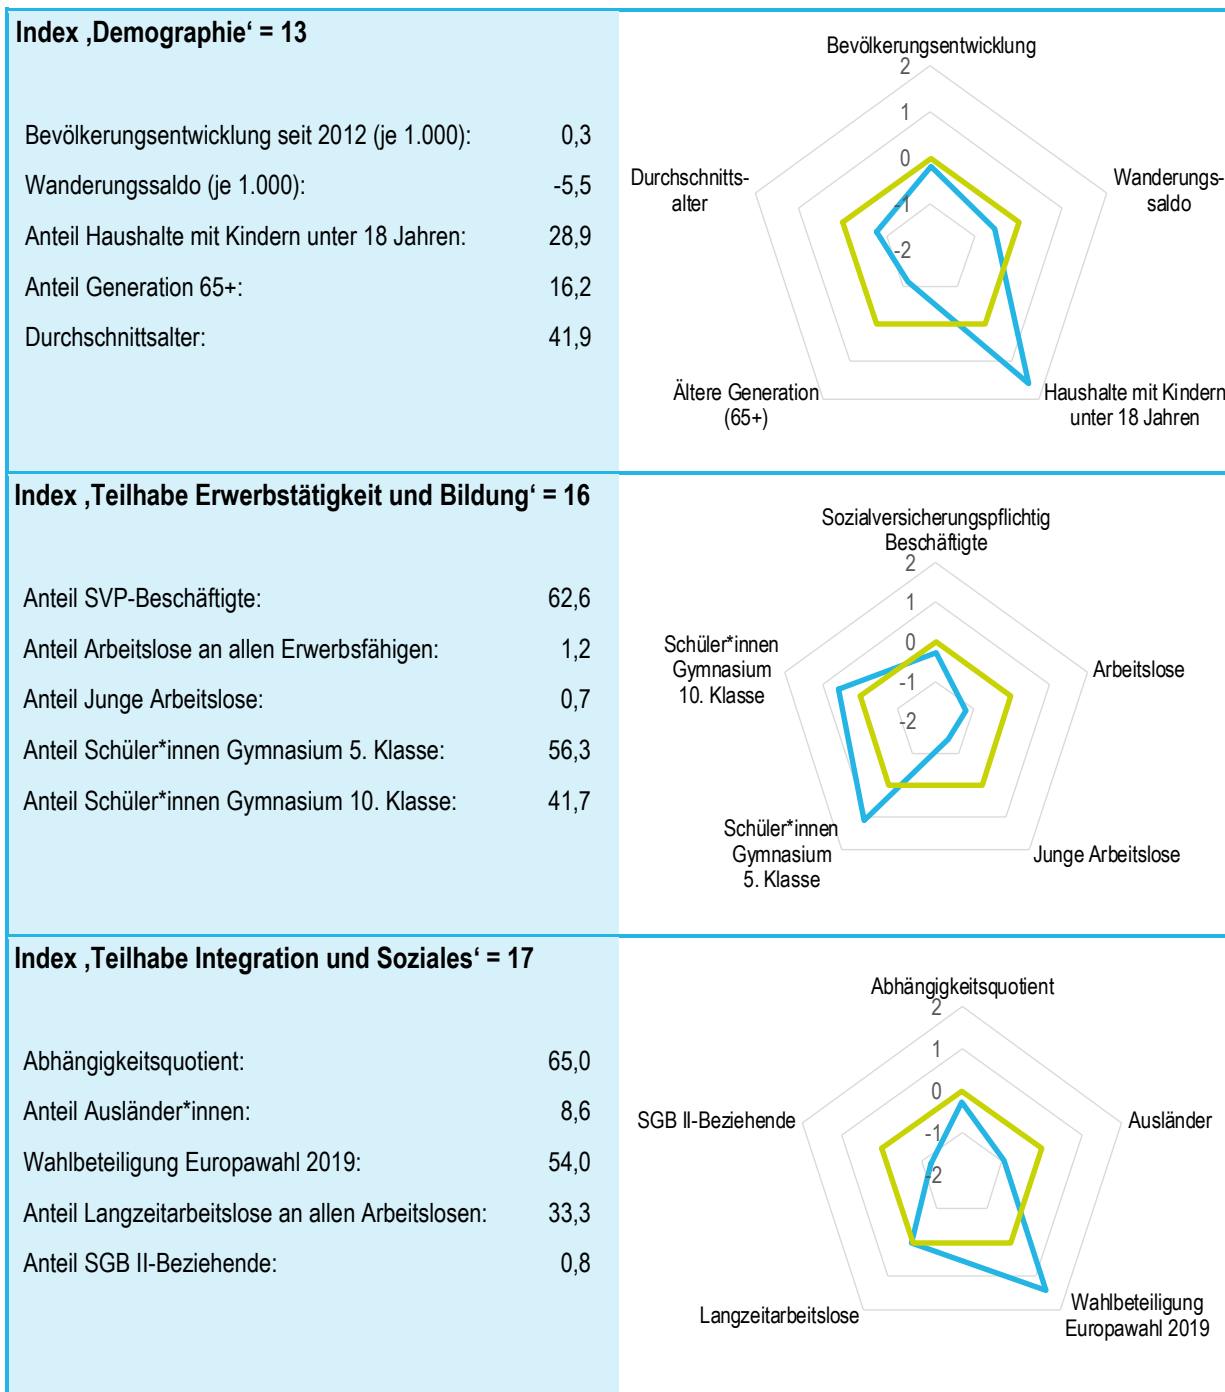 Index ‚Demographie‘ = 13
Bevölkerungsentwicklung seit 2012 (je 1.000): 0,3
Wanderungssaldo (je 1.000): -5,5
Anteil Haushalte mit Kindern unter 18 Jahren: 28,9
Anteil Generation 65+: 16,2
Durchschnittsalter: 41,9
Bevölkerungsentwicklung
2
1
0
-1
-2
Durchschnitts-
alter
Wanderungs-
saldo
Ältere Generation
(65+)
Haushalte mit Kindern
unter 18 Jahren
Index ‚Teilhabe Erwerbstätigkeit und Bildung‘ = 16
Anteil SVP-Beschäftigte: 62,6
Anteil Arbeitslose an allen Erwerbsfähigen: 1,2
Anteil Junge Arbeitslose: 0,7
Anteil Schüler*innen Gymnasium 5. Klasse: 56,3
Anteil Schüler*innen Gymnasium 10. Klasse: 41,7
Sozialversicherungspflichtig
Beschäftigte
2
1
0
-1
-2
Schüler*innen
Gymnasium
10. Klasse
Arbeitslose
Schüler*innen
Gymnasium
5. Klasse
Junge Arbeitslose
Index ‚Teilhabe Integration und Soziales‘ = 17
Abhängigkeitsquotient: 65,0
Anteil Ausländer*innen: 8,6
Wahlbeteiligung Europawahl 2019: 54,0
Anteil Langzeitarbeitslose an allen Arbeitslosen: 33,3
Anteil SGB II-Beziehende: 0,8
Abhängigkeitsquotient
2
1
0
-1
-2
SGB II-Beziehende
Ausländer
Langzeitarbeitslose
Wahlbeteiligung
Europawahl 2019